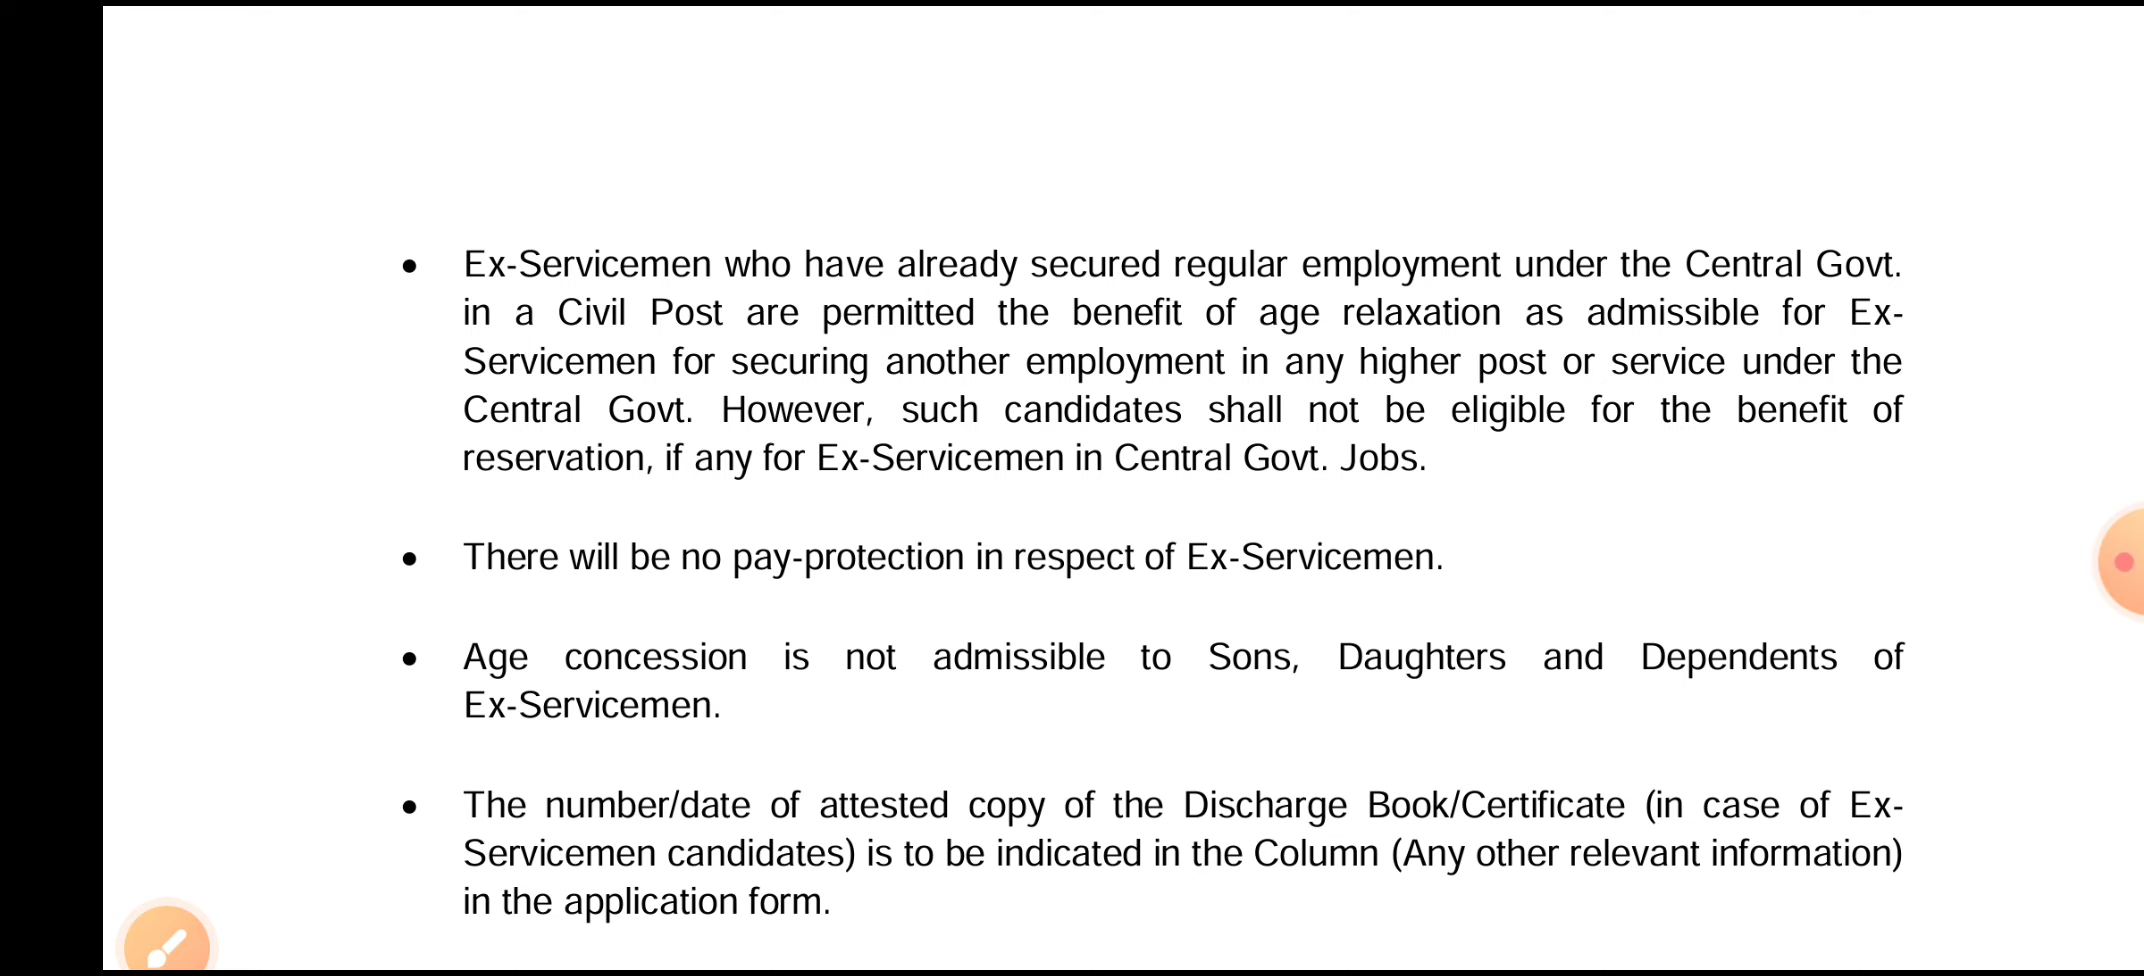 • Ex-Servicemen who have already secured regular employment under the Central Govt.
in a Civil Post are permitted the benefit of age relaxation as admissible for Ex-
Servicemen for securing another employment in any higher post or service under the
Central Govt. However, such candidates shall not be eligible for the benefit of
reservation, if any for Ex-Servicemen in Central Govt. Jobs.
• There will be no pay-protection in respect of Ex-Servicemen.
• Age concession is not admissible to Sons, Daughters and Dependents of
Ex-Servicemen.
• The number/date of attested copy of the Discharge Book/Certificate (in case of Ex-
Servicemen candidates) is to be indicated in the Column (Any other relevant information)
in the application form.